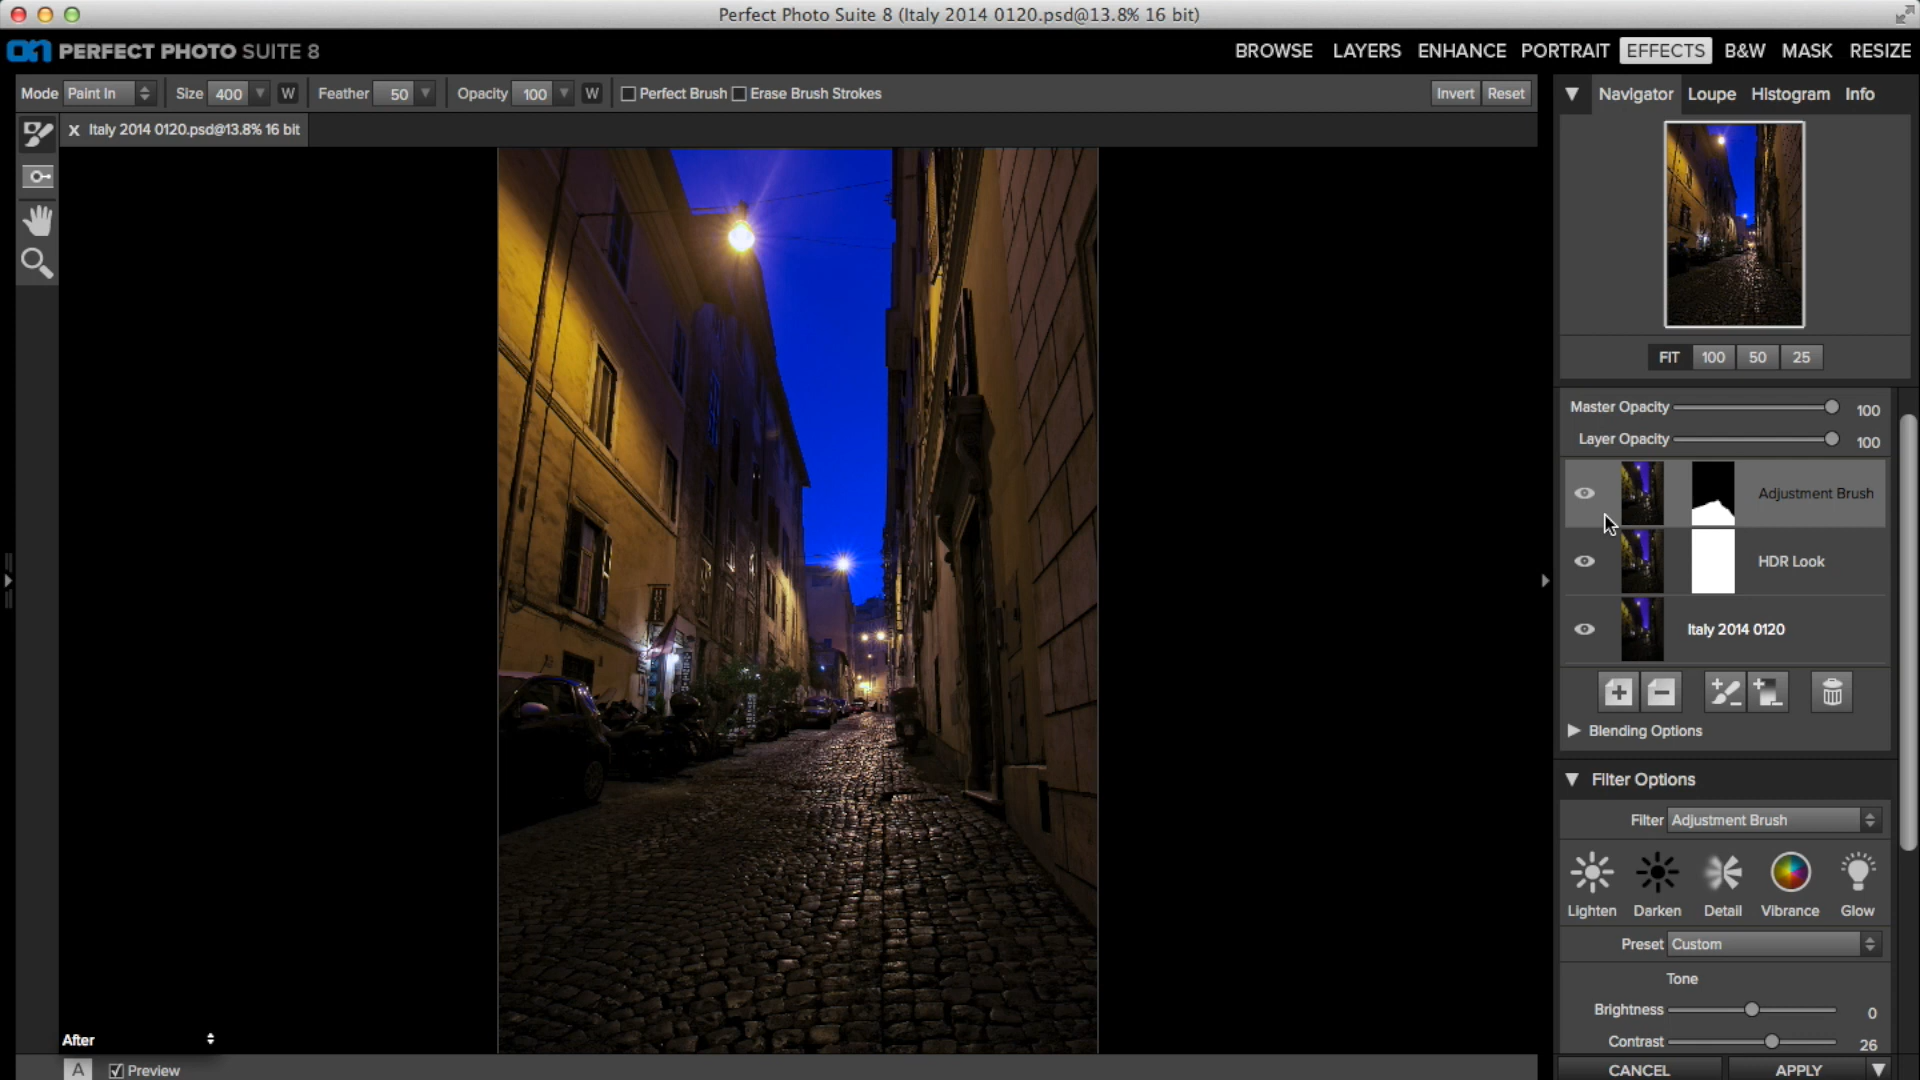 Perfect Photo Suite 8 (Italy 2014 0120.psd@13.8% 16 bit)
on PERFECT PHOTO SUITE 8
BROWSE LAYERS ENHANCE PORTRAIT EFFECTS B&W MASK RESIZE
Mode Paint In Size 400 W Feather 50 Opacity 100 W Perfect Brush Erase Brush Strokes Invert Reset
Navigator Loupe Histogram Info
X Italy 2014 0120.psd@13.8% 16 bit
FIT 100 50 25
Master Opacity 100
Layer Opacity 100
Adjustment Brush
HDR Look
Italy 2014 0120
Blending Options
Filter Options
Filter Adjustment Brush
Lighten Darken Detail Vibrance Glow
Preset Custom
Tone
Brightness 0
Contrast 26
After
A Preview
CANCEL APPLY